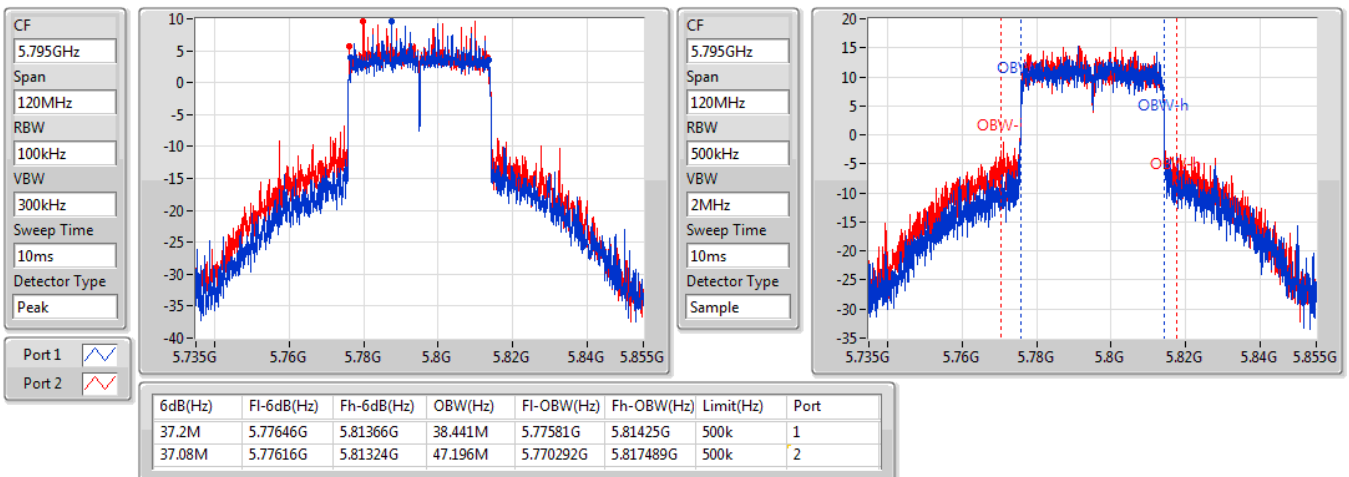 CF
5.795GHz
Span
120MHz
RBW
100kHz
VBW
300kHz
Sweep Time
10ms
Detector Type
Peak
Port 1
Port 2
10
5
0
-5
-10
-15
-20
-25
-30
-35
-40
5.735G 5.76G 5.78G 5.8G 5.82G 5.84G 5.855G
CF
5.795GHz
Span
120MHz
RBW
500kHz
VBW
2MHz
Sweep Time
10ms
Detector Type
Sample
20
15
10
5
0
-5
-10
-15
-20
-25
-30
-35
OBW-
OBW-h
5.735G 5.76G 5.78G 5.8G 5.82G 5.84G 5.855G
6dB(Hz) Fl-6dB(Hz) Fh-6dB(Hz) OBW(Hz) Fl-OBW(Hz) Fh-OBW(Hz) Limit(Hz) Port
37.2M 5.77646G 5.81366G 38.441M 5.77581G 5.81425G 500k 1
37.08M 5.77616G 5.81324G 47.196M 5.770292G 5.817489G 500k 2